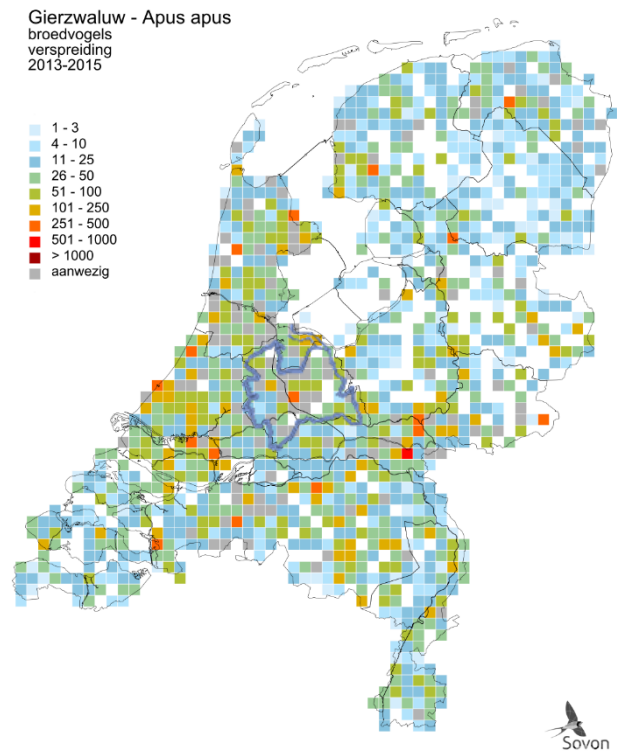 Gierzwaluw - Apus apus
broedvogels
verspreiding
2013-2015
1 - 3
4 - 10
11 - 25
26 - 50
51 - 100
101 - 250
251 - 500
501 - 1000
> 1000
aanwezig
Sovon